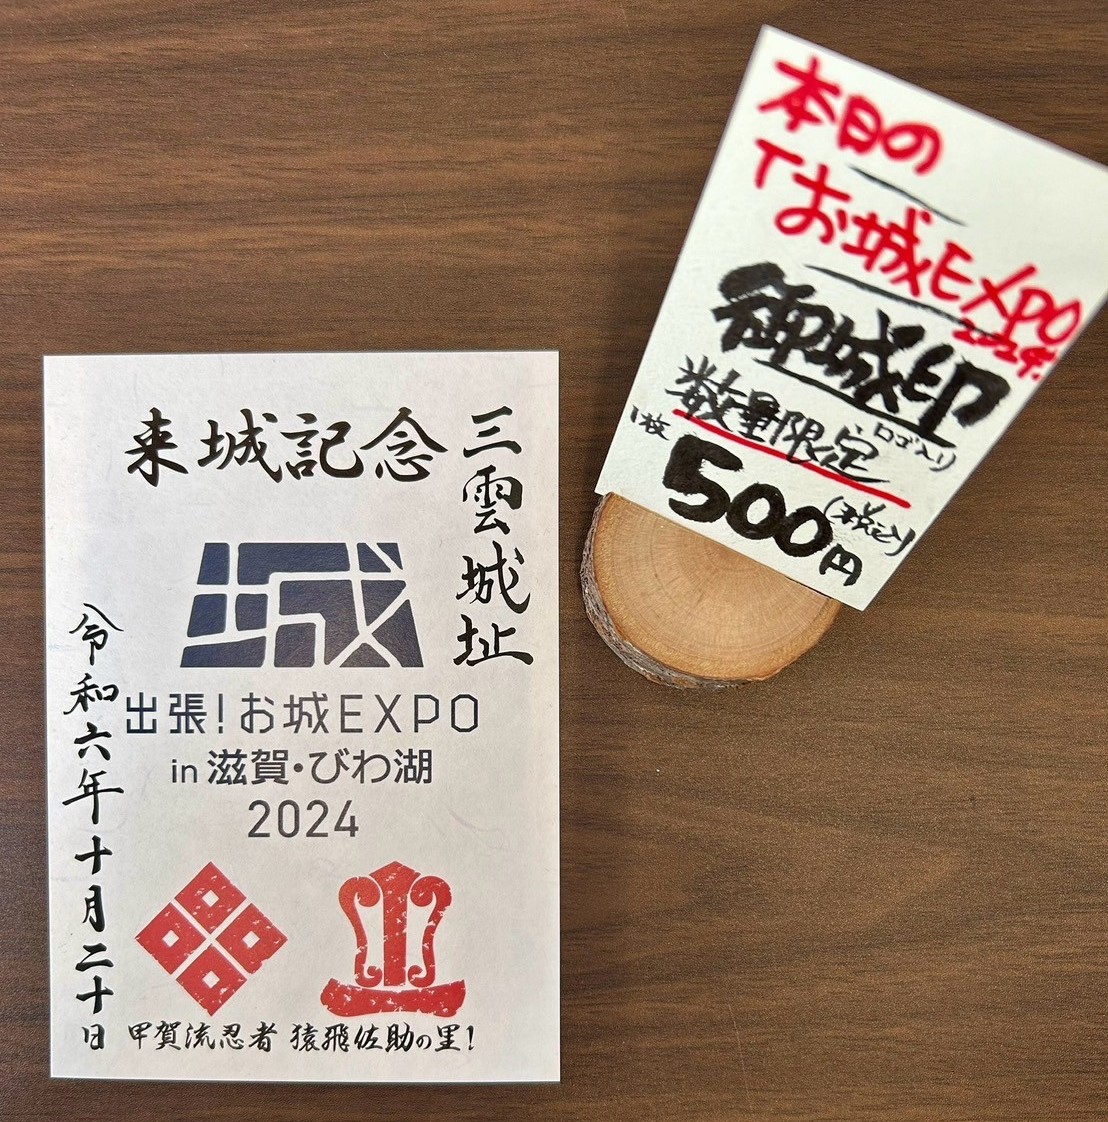 来城記念
三雲城址
城
出張!お城EXPO
in 滋賀・びわ湖
2024
令和六年十月二十日
甲賀流忍者 猿飛佐助の里!
本日の
「お城EXPO
2024
御城印
ロゴ入り
数量限定
1枚
500円
(税込)